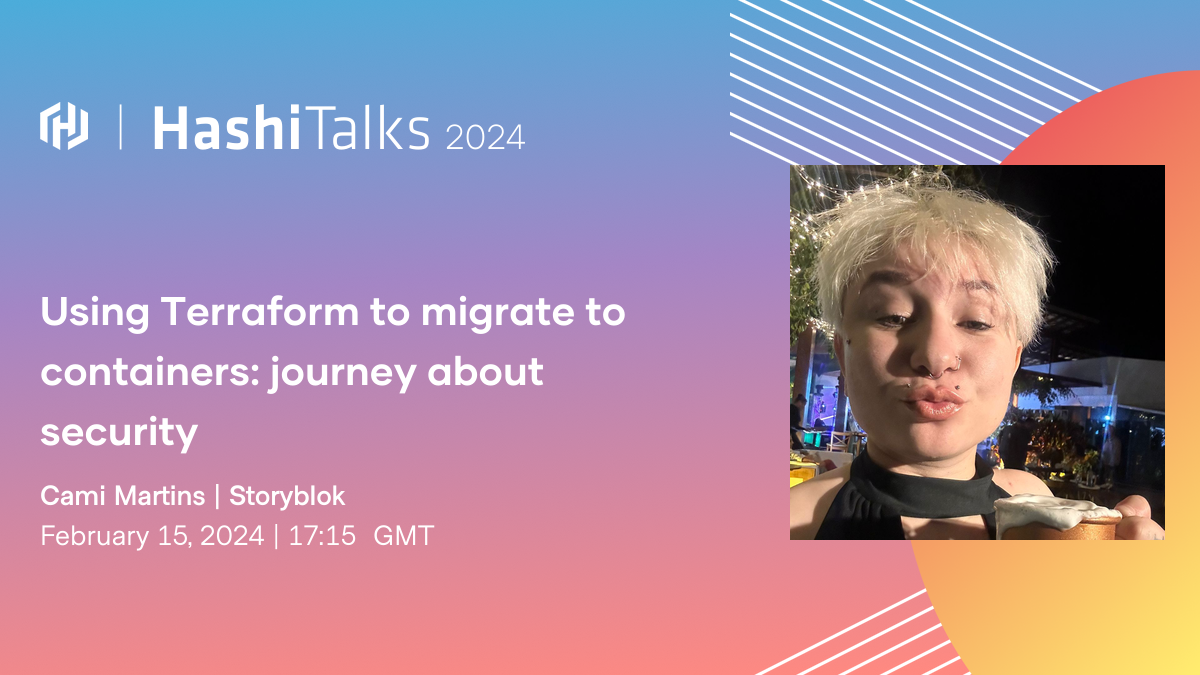 HashiTalks 2024
Using Terraform to migrate to
containers: journey about
security
Cami Martins | Storyblok
February 15, 2024 | 17:15 GMT